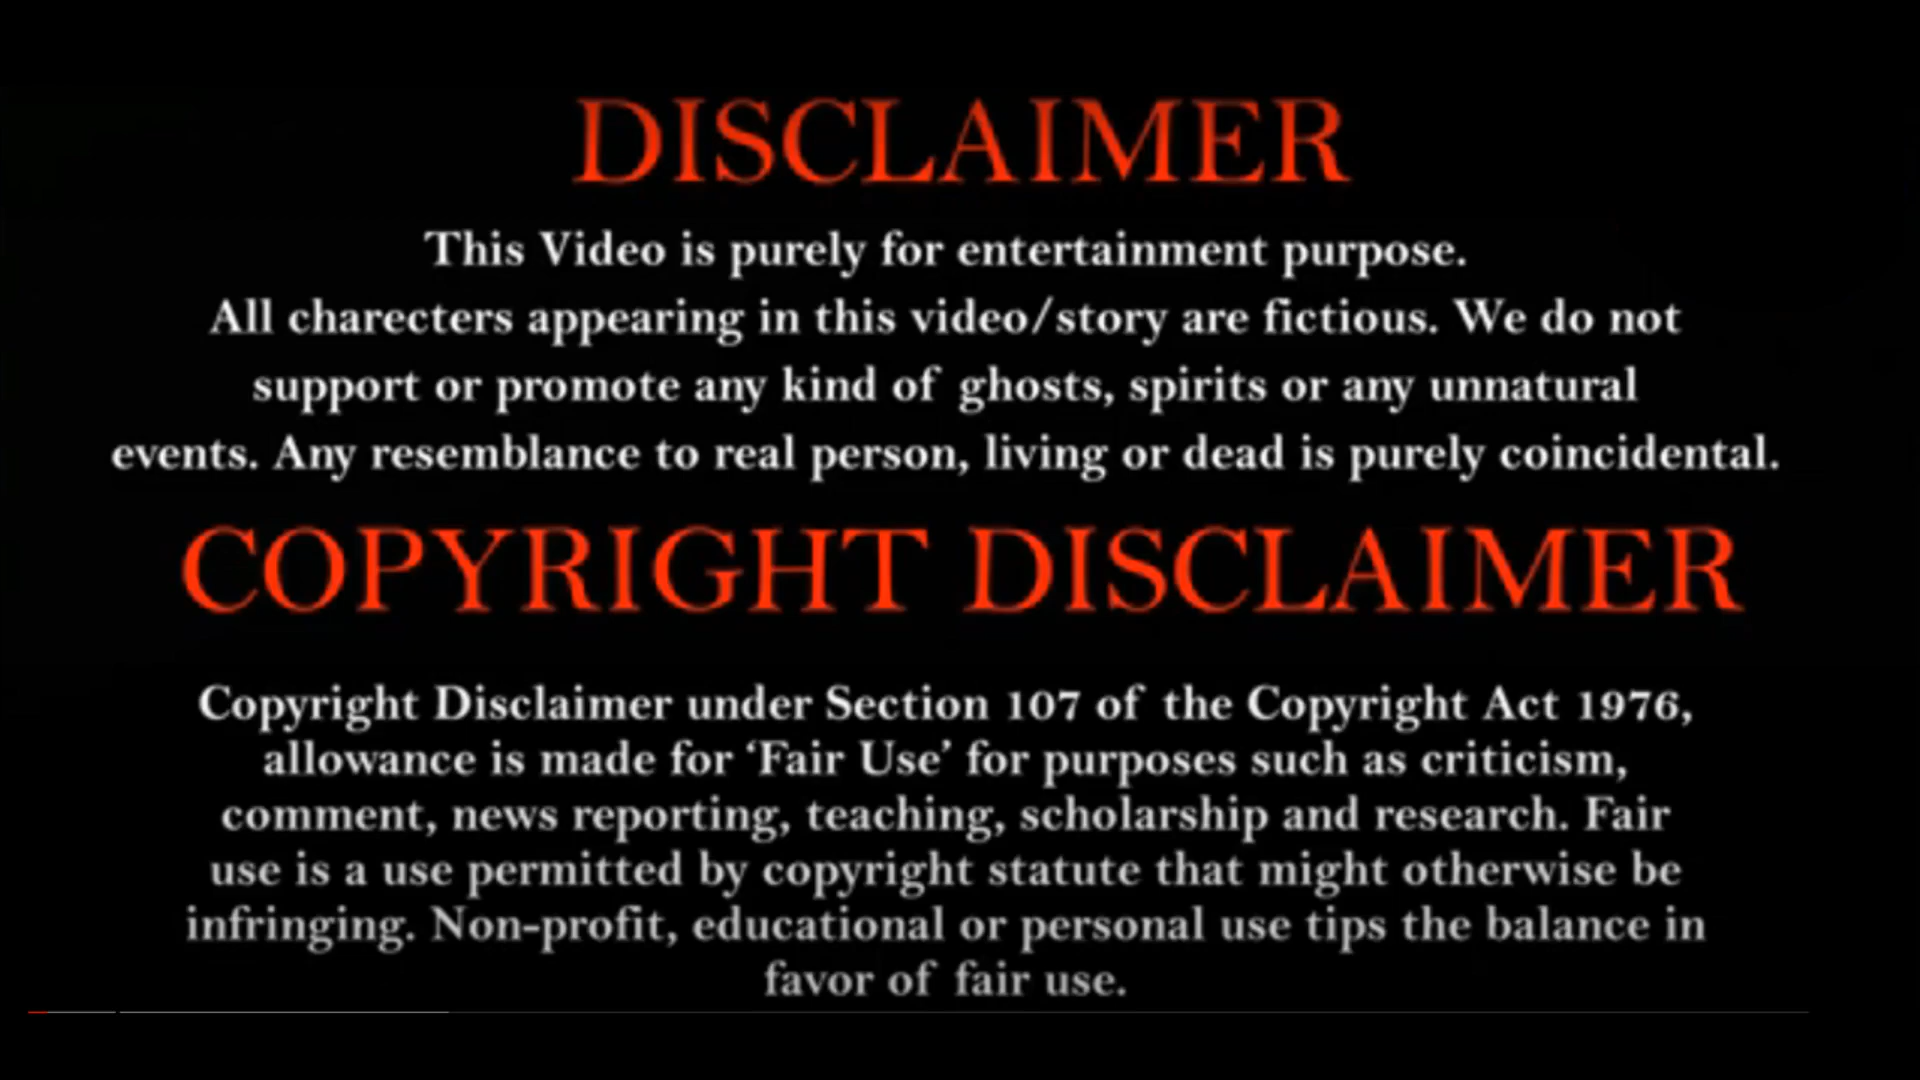 DISCLAIMER
This Video is purely for entertainment purpose.
All charecters appearing in this video/story are fictious. We do not
support or promote any kind of ghosts, spirits or any unnatural
events. Any resemblance to real person, living or dead is purely coincidental.
COPYRIGHT DISCLAIMER
Copyright Disclaimer under Section 107 of the Copyright Act 1976,
allowance is made for ‘Fair Use’ for purposes such as criticism,
comment, news reporting, teaching, scholarship and research. Fair
use is a use permitted by copyright statute that might otherwise be
infringing. Non-profit, educational or personal use tips the balance in
favor of fair use.